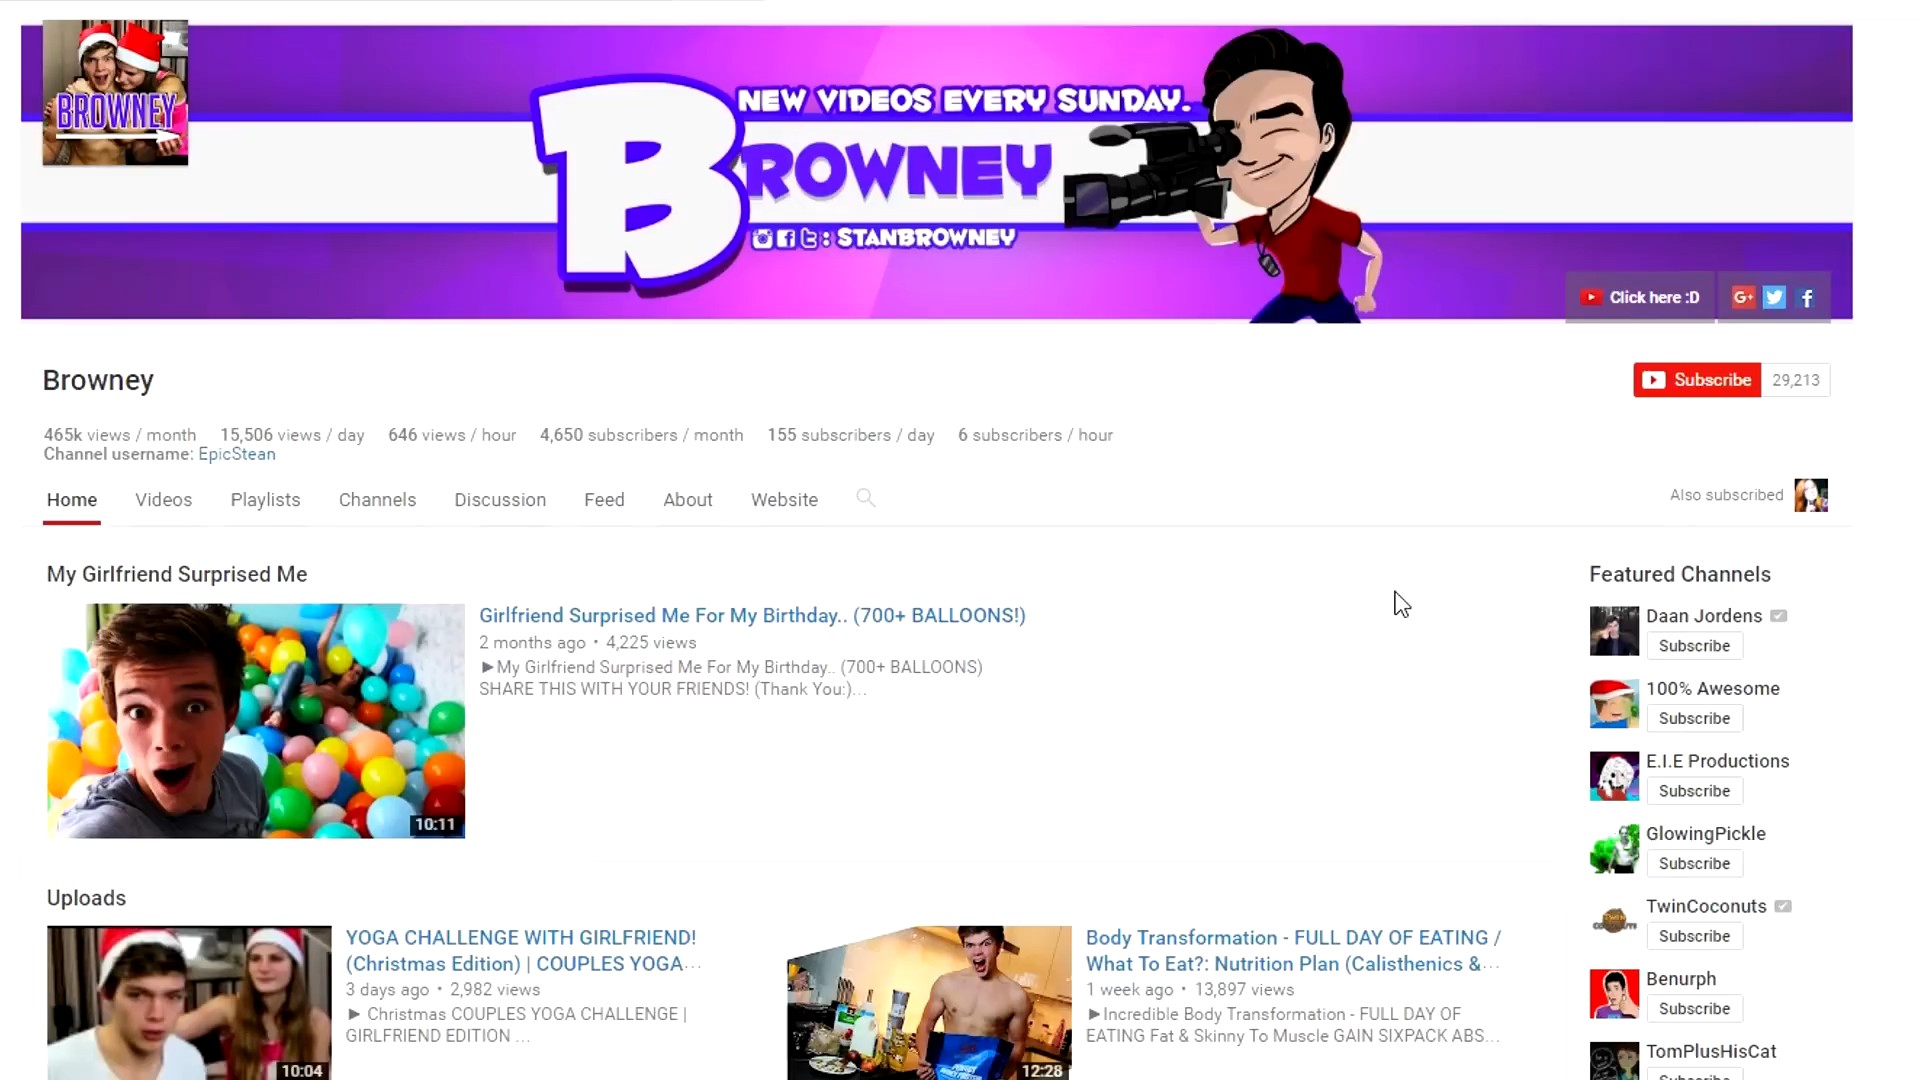 BROWNEY
NEW VIDEOS EVERY SUNDAY.
BROWNEY
: STANBROWNEY
Click here :D
G+
Browney
Subscribe 29,213
465k views / month 15,506 views / day 646 views / hour 4,650 subscribers / month 155 subscribers / day 6 subscribers / hour
Channel username: EpicStean
Home Videos Playlists Channels Discussion Feed About Website
Also subscribed
My Girlfriend Surprised Me
Girlfriend Surprised Me For My Birthday.. (700+ BALLOONS!)
2 months ago • 4,225 views
►My Girlfriend Surprised Me For My Birthday.. (700+ BALLOONS)
SHARE THIS WITH YOUR FRIENDS! (Thank You:)...
10:11
Uploads
YOGA CHALLENGE WITH GIRLFRIEND!
(Christmas Edition) | COUPLES YOGA...
3 days ago • 2,982 views
► Christmas COUPLES YOGA CHALLENGE |
GIRLFRIEND EDITION ...
10:04
Body Transformation - FULL DAY OF EATING /
What To Eat?: Nutrition Plan (Calisthenics &...
1 week ago • 13,897 views
►Incredible Body Transformation - FULL DAY OF
EATING Fat & Skinny To Muscle GAIN SIXPACK ABS...
12:28
Featured Channels
Daan Jordens
Subscribe
100% Awesome
Subscribe
E.I.E Productions
Subscribe
GlowingPickle
Subscribe
TwinCoconuts
Subscribe
Benurph
Subscribe
TomPlusHisCat
Subscribe